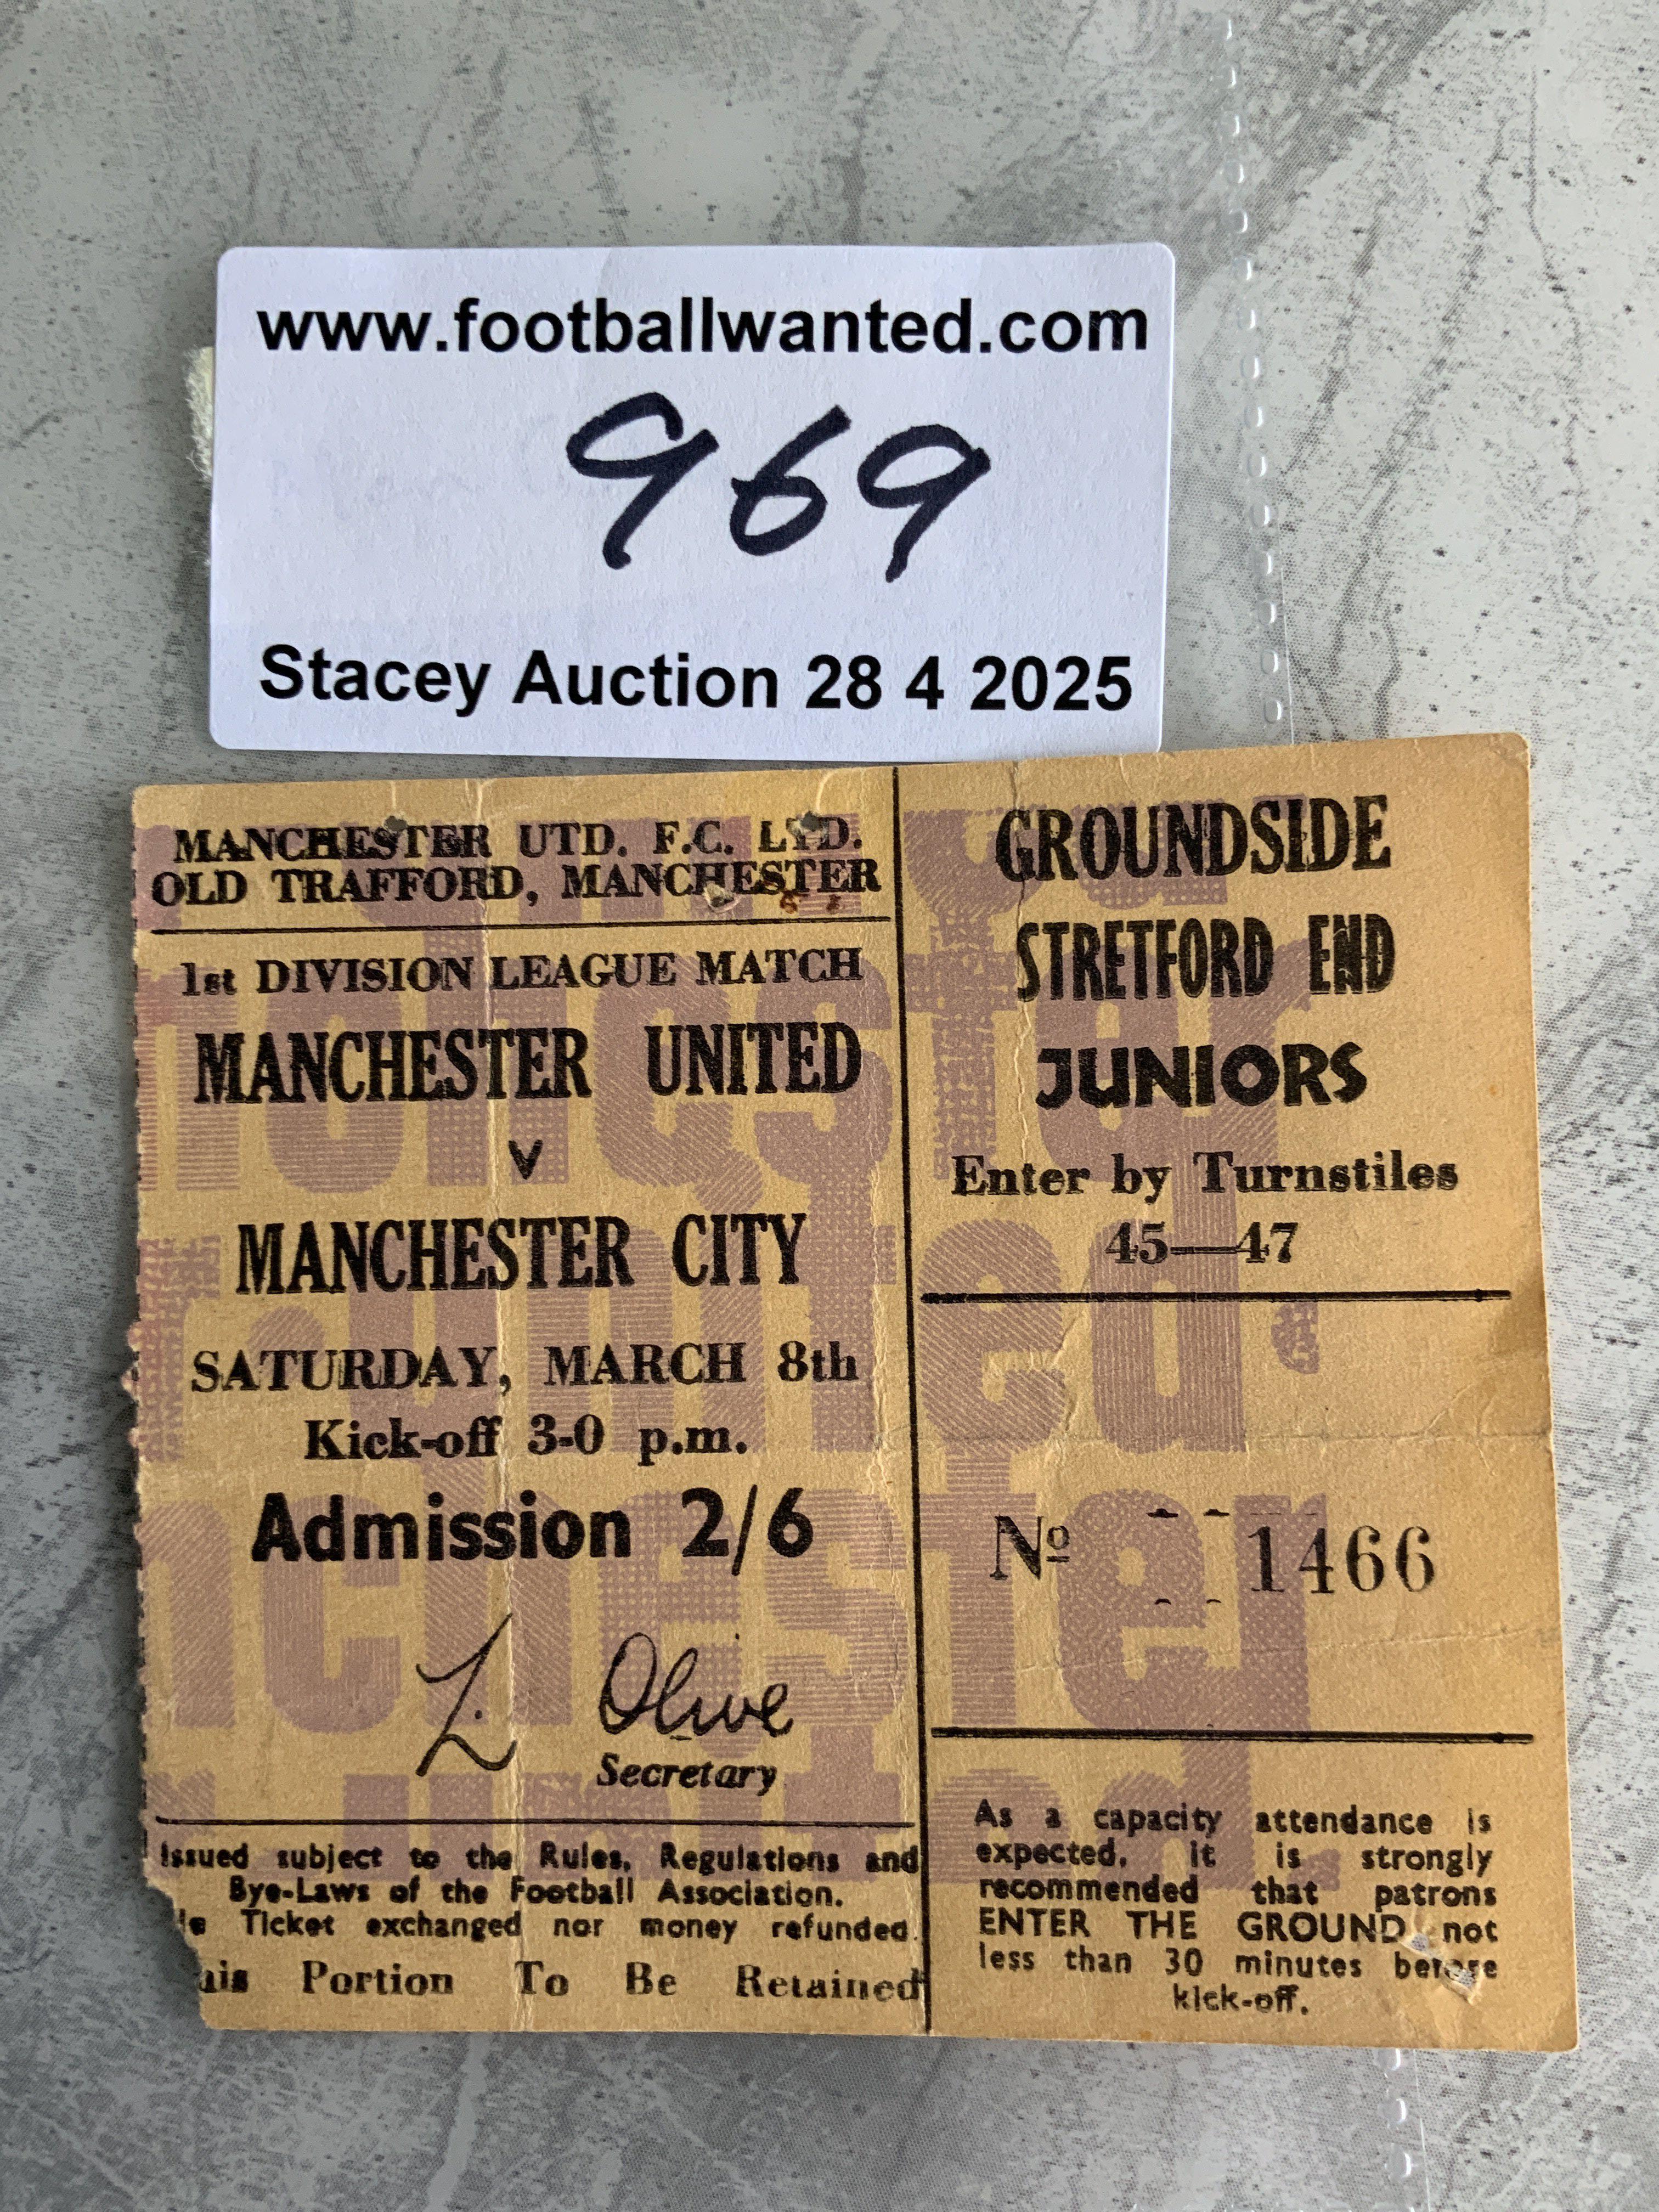 www.footballwanted.com
969
Stacey Auction 28 4 2025
MANCHESTER UTD. F.C. LTD.
OLD TRAFFORD, MANCHESTER
1st DIVISION LEAGUE MATCH
MANCHESTER UNITED
v
MANCHESTER CITY
SATURDAY, MARCH 8th
Kick-off 3-0 p.m.
Admission 2/6
L. Olive
Secretary
Issued subject to the Rules, Regulations and
Bye-Laws of the Football Association.
Ticket exchanged nor money refunded.
Portion To Be Retained
GROUNDSIDE
STRETFORD END
JUNIORS
Enter by Turnstiles
45—47
Nº 1466
As a capacity attendance is
expected, it is strongly
recommended that patrons
ENTER THE GROUND not
less than 30 minutes before
kick-off.